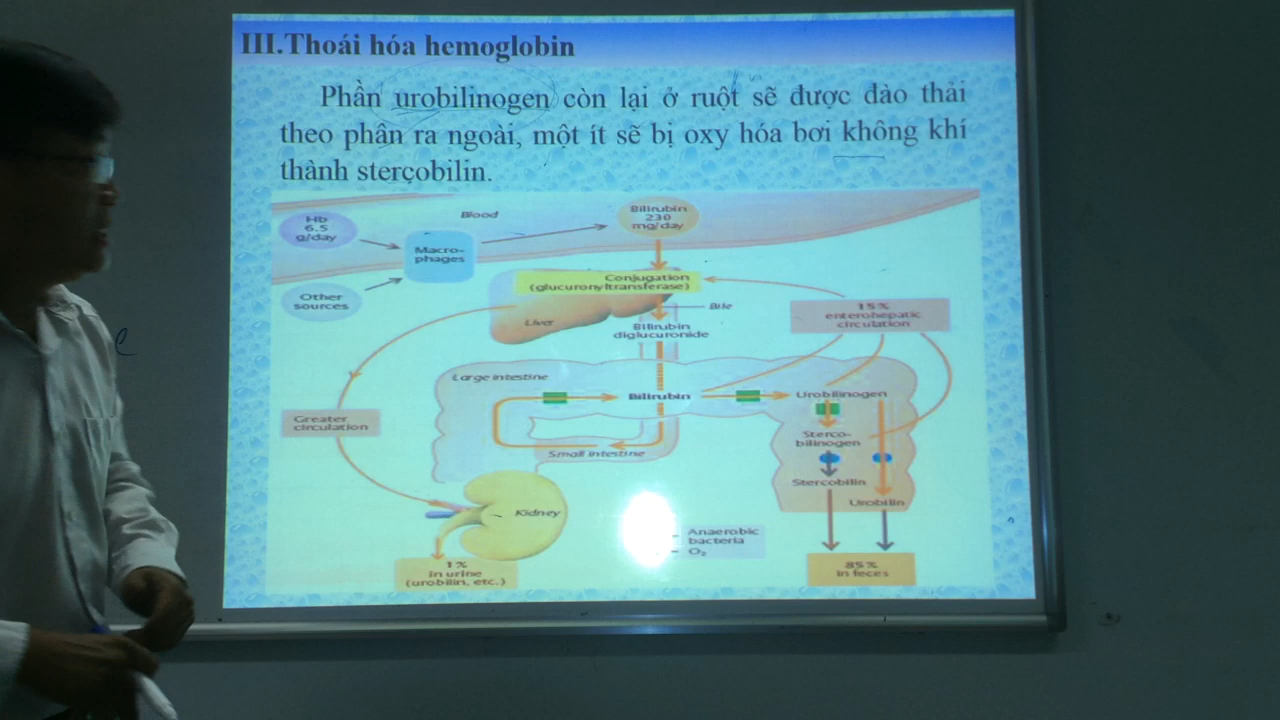 III.Thoái hóa hemoglobin
Phần urobilinogen còn lại ở ruột sẽ được đào thải
theo phân ra ngoài, một ít sẽ bị oxy hóa bơi không khí
thành stercobilin.
Hb
6.5
g/day
Blood
Bilirubin
230
mg/day
Macro-
phages
Other
sources
Conjugation
(glucuronyltransferase)
Bile
Liver
Bilirubin
diglucuronide
15%
enterohepatic
circulation
Large intestine
Bilirubin
Urobilinogen
Greater
circulation
Small intestine
Sterco-
bilinogen
Stercobilin
Urobilin
Kidney
Anaerobic
bacteria
O₂
1%
in urine
(urobilin, etc.)
85%
in feces